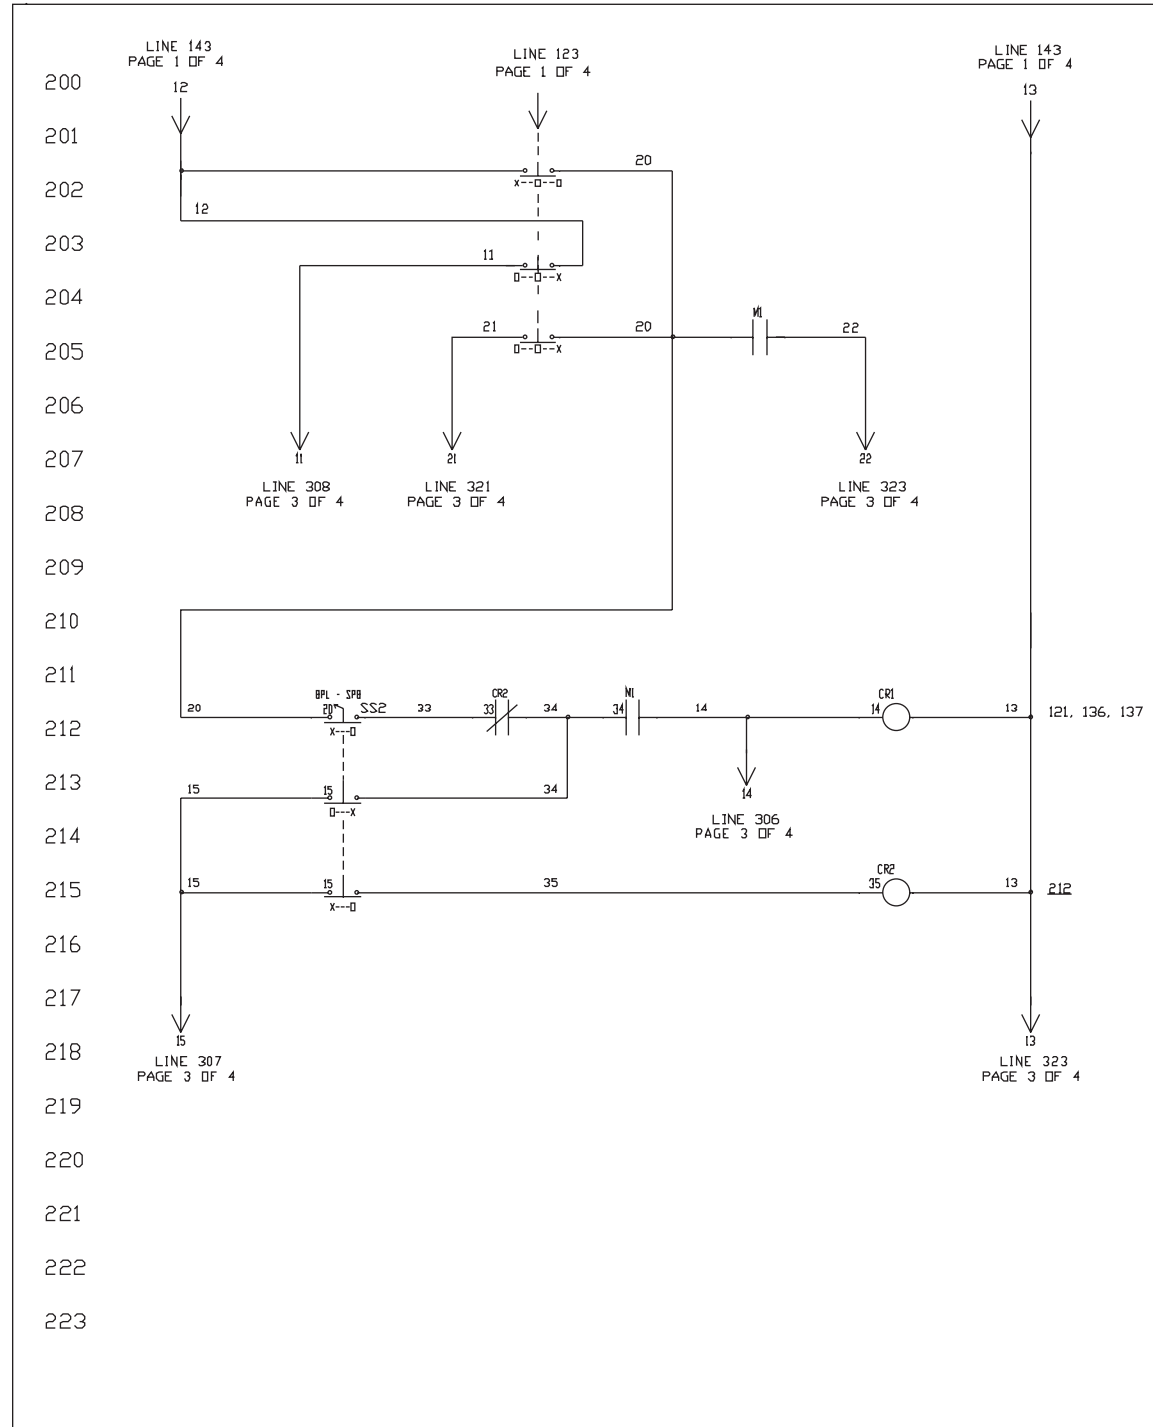 LINE 143
PAGE 1 OF 4
LINE 123
PAGE 1 OF 4
LINE 143
PAGE 1 OF 4
200
12
13
201
20
202
X--O--O
12
203
11
204
O--O--X
M1
21
20
22
205
O--O--X
206
207
11
21
22
LINE 308
PAGE 3 OF 4
LINE 321
PAGE 3 OF 4
LINE 323
PAGE 3 OF 4
208
209
210
211
BPL - SPB
CR2
M1
CR1
20
20
SS2
33
33
34
34
14
14
13
121, 136, 137
212
X---O
213
15
15
34
14
O---X
LINE 306
PAGE 3 OF 4
214
CR2
215
15
15
35
35
13
212
X---O
216
217
15
13
218
LINE 307
PAGE 3 OF 4
LINE 323
PAGE 3 OF 4
219
220
221
222
223